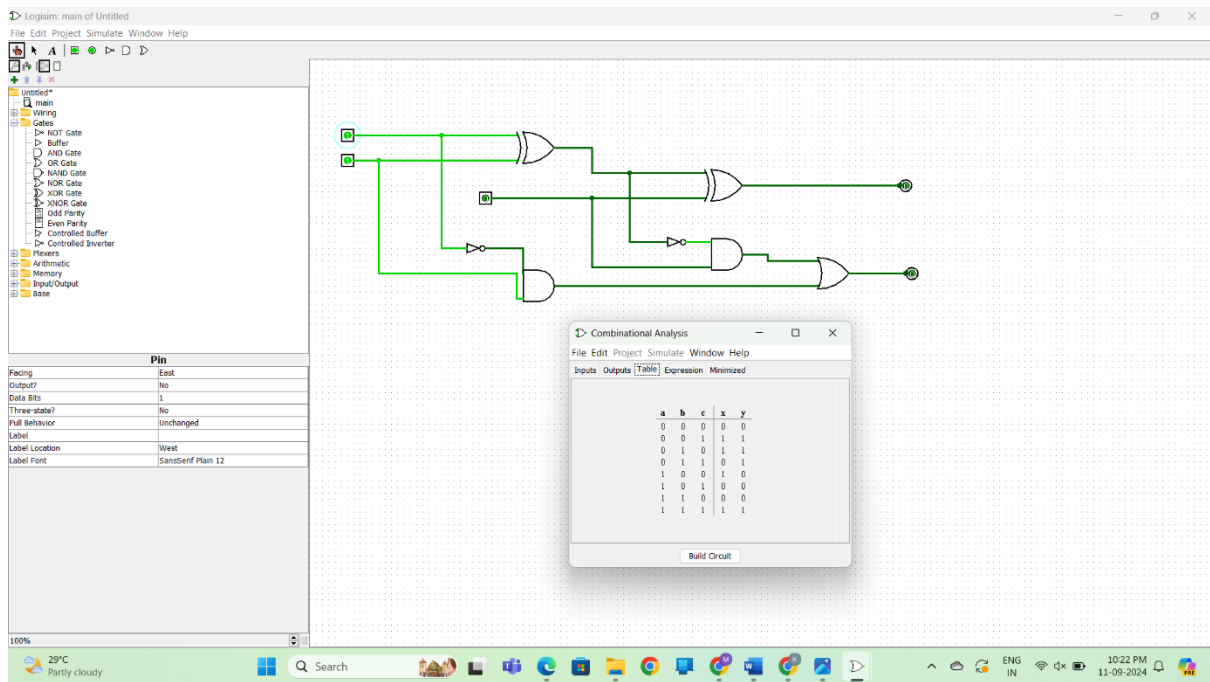 Logisim: main of Untitled
File Edit Project Simulate Window Help
A
Untitled*
main
Wiring
Gates
NOT Gate
Buffer
AND Gate
OR Gate
NAND Gate
NOR Gate
XOR Gate
XNOR Gate
Odd Parity
Even Parity
Controlled Buffer
Controlled Inverter
Plexers
Arithmetic
Memory
Input/Output
Base
Pin
Facing East
Output? No
Data Bits 1
Three-state? No
Pull Behavior Unchanged
Label
Label Location West
Label Font SansSerif Plain 12
100%
Combinational Analysis
File Edit Project Simulate Window Help
Inputs Outputs Table Expression Minimized
a b c x y
0 0 0 0 0
0 0 1 1 1
0 1 0 1 1
0 1 1 0 1
1 0 0 1 0
1 0 1 0 0
1 1 0 0 0
1 1 1 1 1
Build Circuit
29°C
Partly cloudy
Search
ENG
IN
10:22 PM
11-09-2024